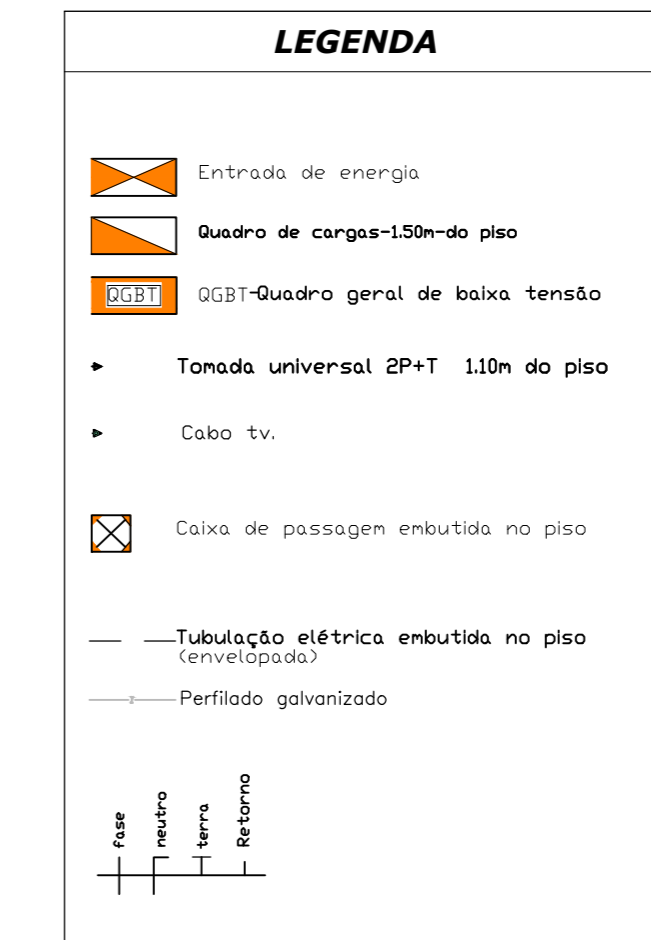 LEGENDA
Entrada de energia
Quadro de cargas-1.50m-do piso
QGBT
QGBT-Quadro geral de baixa tensão
Tomada universal 2P+T 1.10m do piso
Cabo tv.
Caixa de passagem embutida no piso
Tubulação elétrica embutida no piso
(envelopada)
Perfilado galvanizado
fase
neutro
terra
Retorno